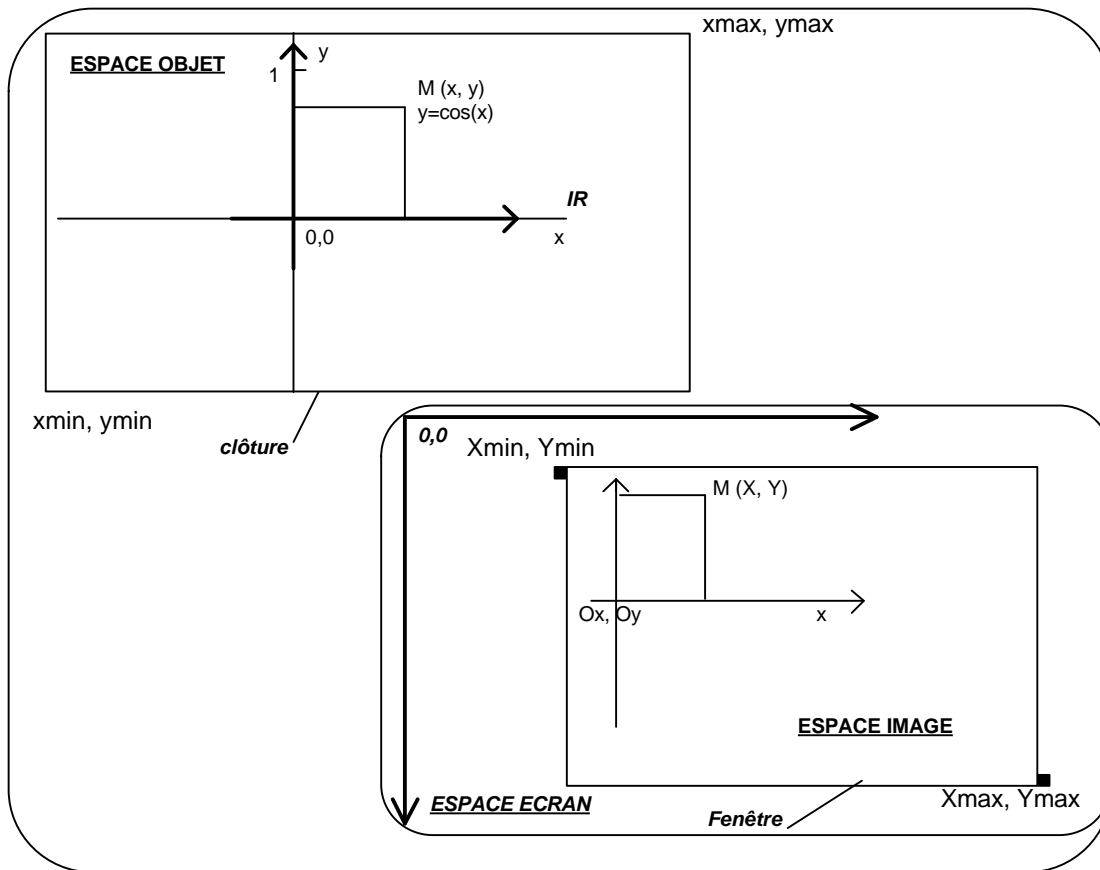 xmax, ymax
ESPACE OBJET
y
1
M (x, y)
y=cos(x)
IR
0,0
x
xmin, ymin
clôture
0,0
Xmin, Ymin
M (X, Y)
Ox, Oy
x
ESPACE IMAGE
ESPACE ECRAN
Xmax, Ymax
Fenêtre